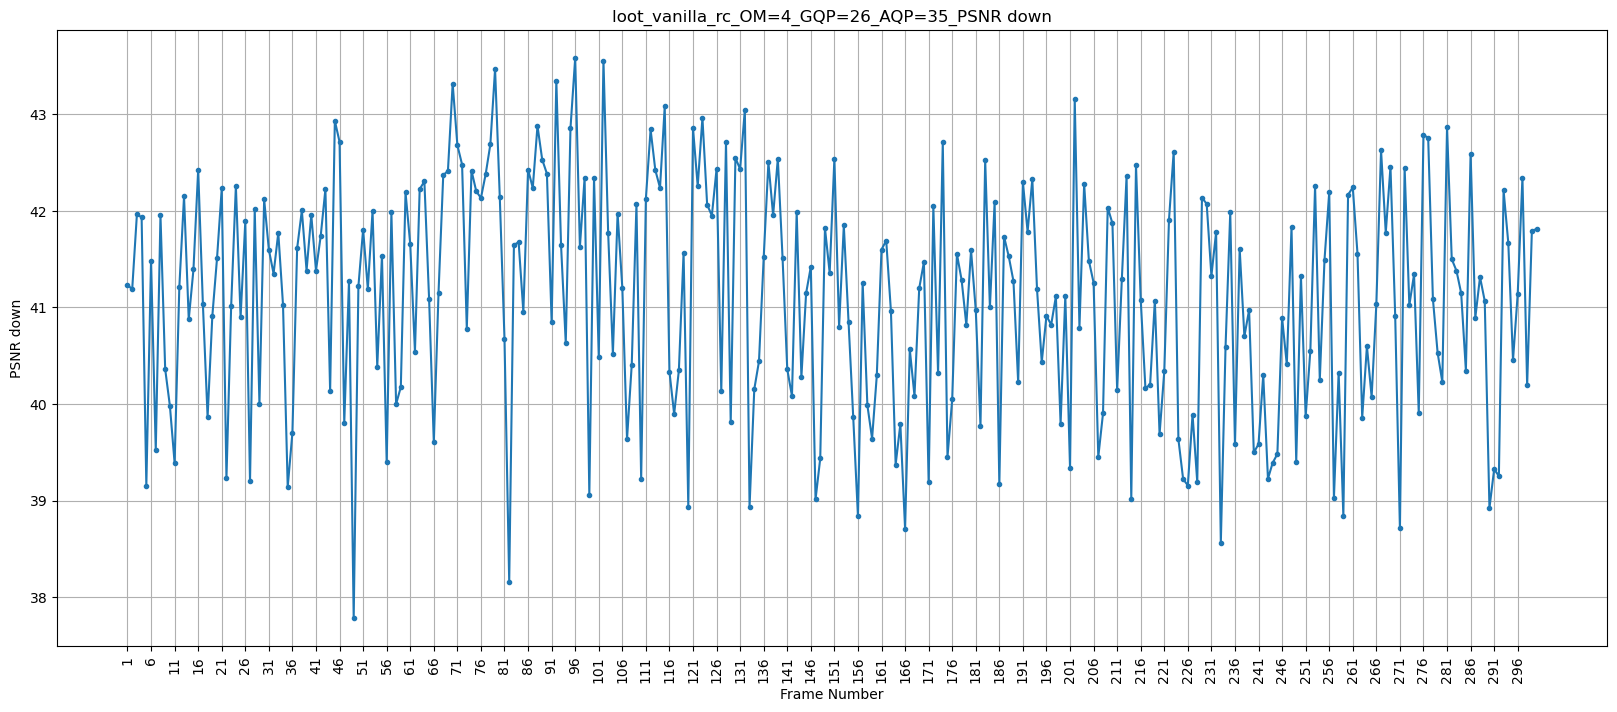 loot_vanilla_rc_OM=4_GQP=26_AQP=35_PSNR down
PSNR down
43
42
41
40
39
38
1 6 11 16 21 26 31 36 41 46 51 56 61 66 71 76 81 86 91 96 101 106 111 116 121 126 131 136 141 146 151 156 161 166 171 176 181 186 191 196 201 206 211 216 221 226 231 236 241 246 251 256 261 266 271 276 281 286 291 296
Frame Number